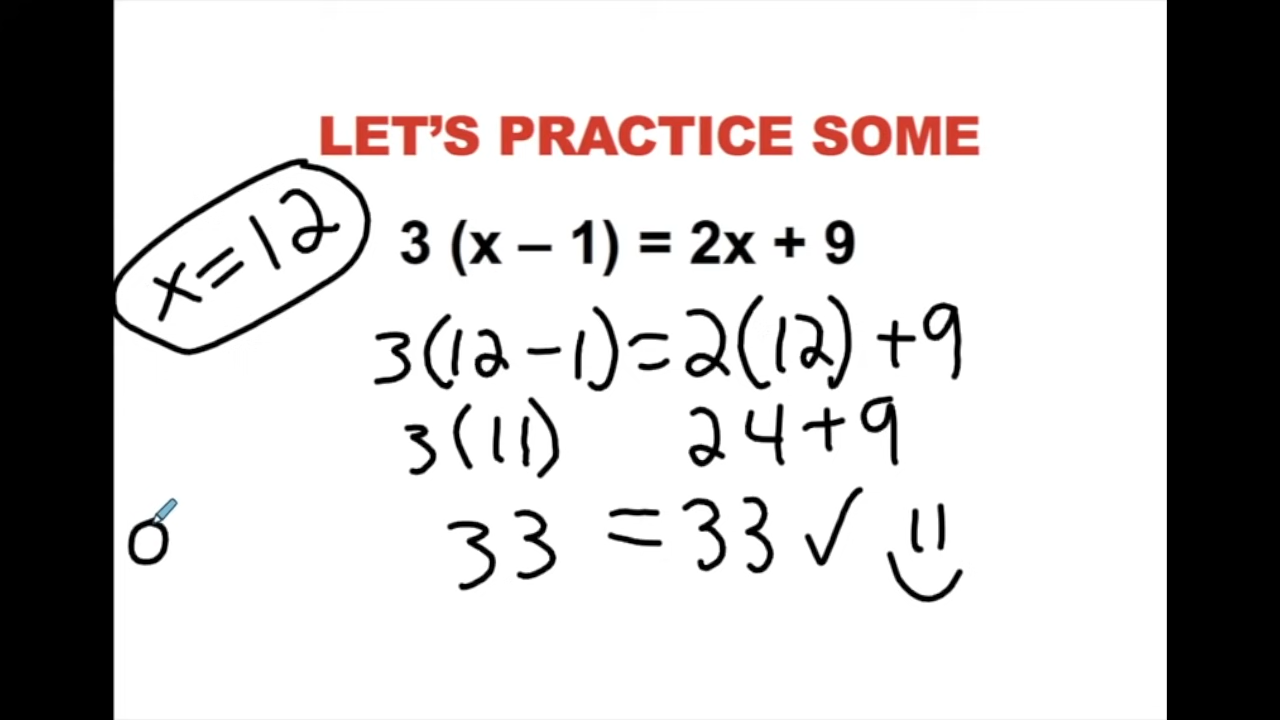 LET’S PRACTICE SOME
x=12
3 (x – 1) = 2x + 9
3(12-1)=2(12)+9
3(11) 24+9
33 =33✓
0